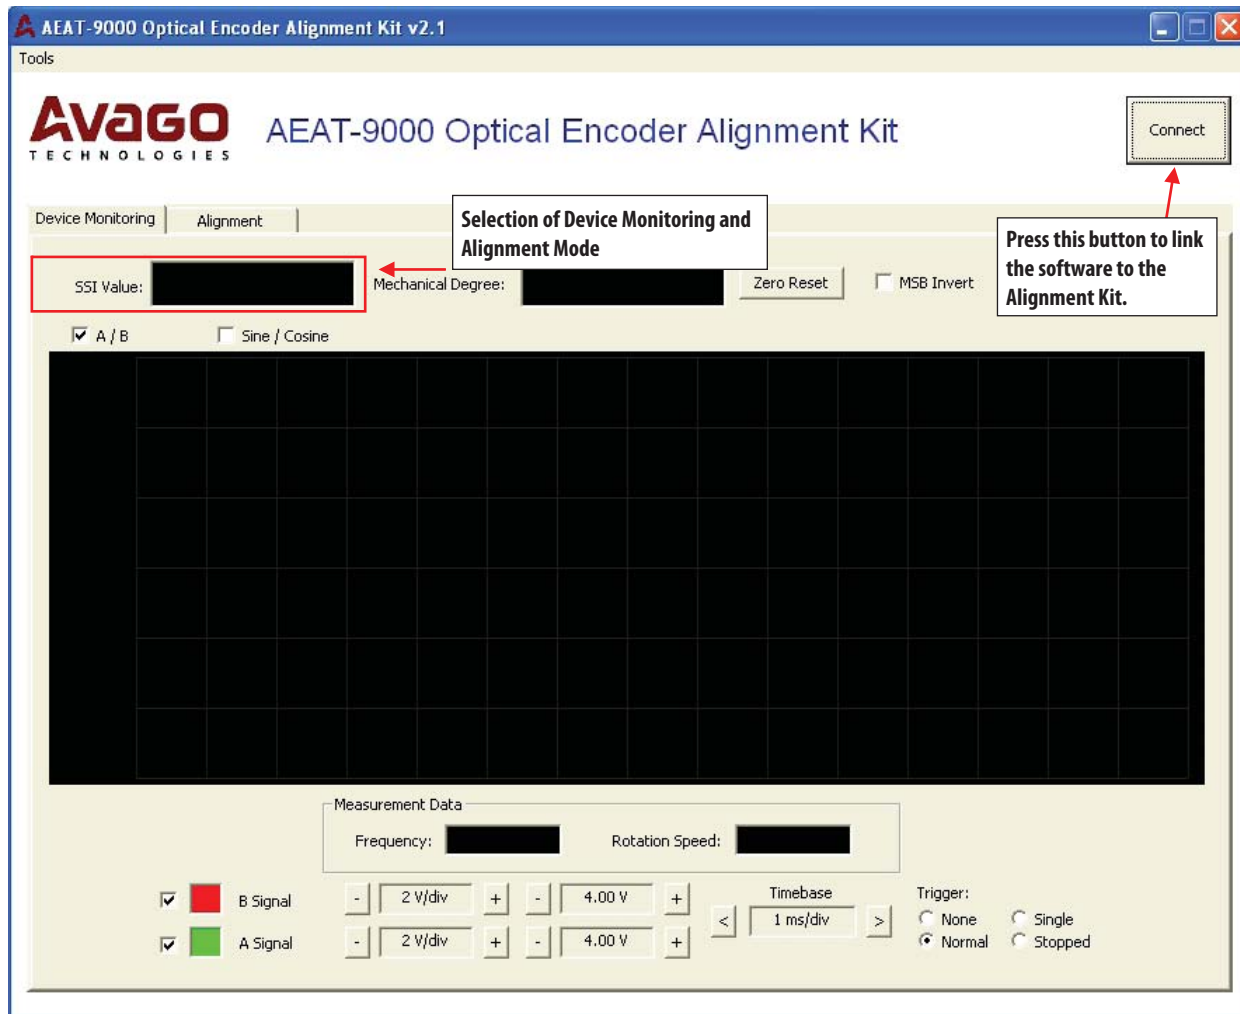 AEAT-9000 Optical Encoder Alignment Kit v2.1
Tools
AVAGO
TECHNOLOGIES
AEAT-9000 Optical Encoder Alignment Kit
Connect
Device Monitoring
Alignment
Selection of Device Monitoring and
Alignment Mode
Press this button to link
the software to the
Alignment Kit.
SSI Value:
Mechanical Degree:
Zero Reset
MSB Invert
A / B
Sine / Cosine
Measurement Data
Frequency:
Rotation Speed:
B Signal
- 2 V/div +
- 4.00 V +
A Signal
- 2 V/div +
- 4.00 V +
Timebase
< 1 ms/div >
Trigger:
None
Single
Normal
Stopped